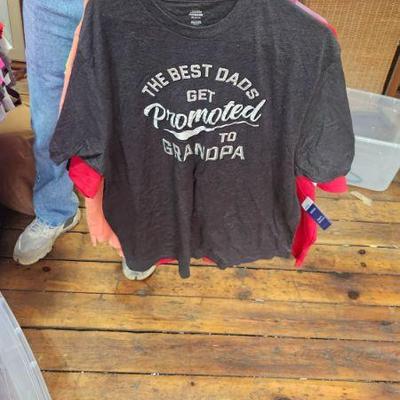 THE BEST DADS
GET
Promoted
TO
GRANDPA